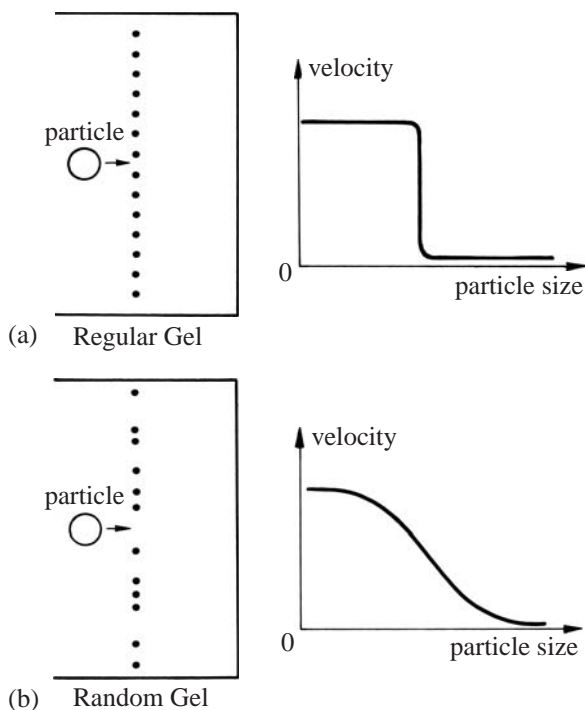 velocity
particle
0
particle size
(a) Regular Gel
velocity
particle
0
particle size
(b) Random Gel